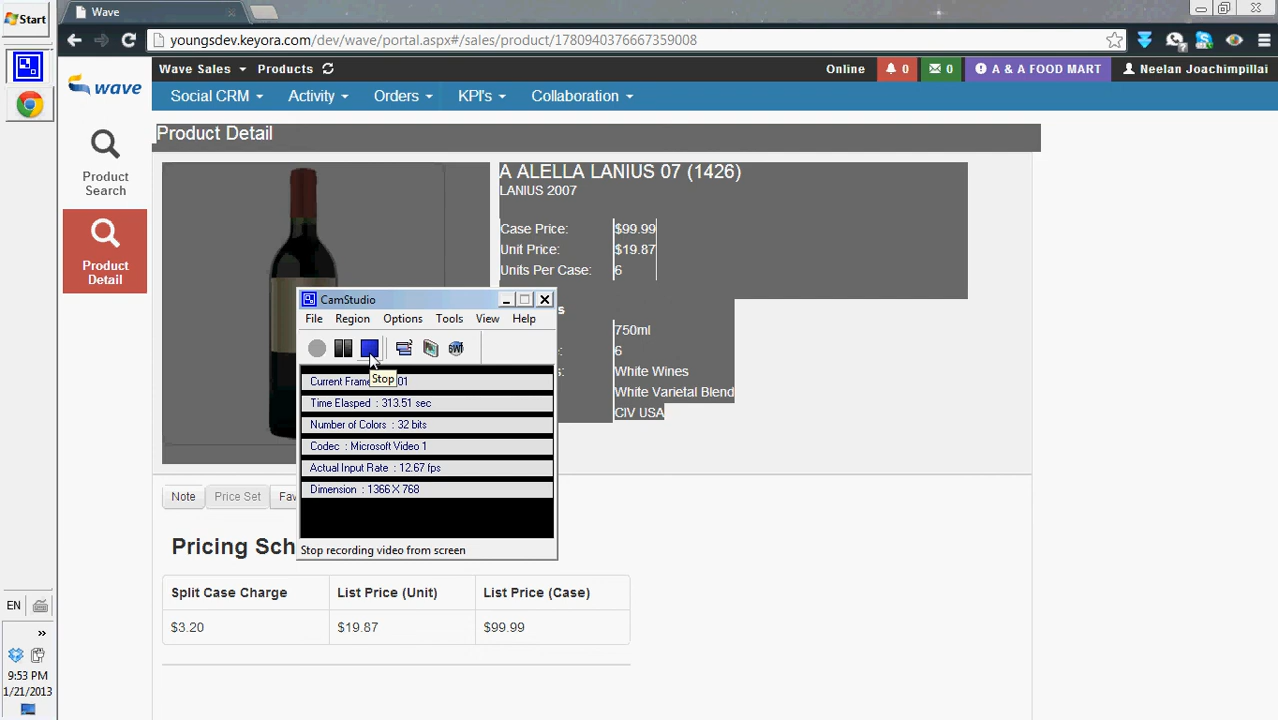 Start
Wave
youngsdev.keyora.com/dev/wave/portal.aspx#/sales/product/1780940376667359008
wave
Wave Sales Products
Online 0 0 A & A FOOD MART Neelan Joachimpillai
Social CRM Activity Orders KPI's Collaboration
Product Search
Product Detail
Product Detail
A ALELLA LANIUS 07 (1426)
LANIUS 2007
Case Price: $99.99
Unit Price: $19.87
Units Per Case: 6
750ml
6
White Wines
White Varietal Blend
CIV USA
CamStudio
File Region Options Tools View Help
Stop
Time Elasped : 313.51 sec
Number of Colors : 32 bits
Codec : Microsoft Video 1
Actual Input Rate : 12.67 fps
Dimension : 1366 X 768
Stop recording video from screen
Note Price Set
Split Case Charge List Price (Unit) List Price (Case)
$3.20 $19.87 $99.99
EN
9:53 PM
1/21/2013